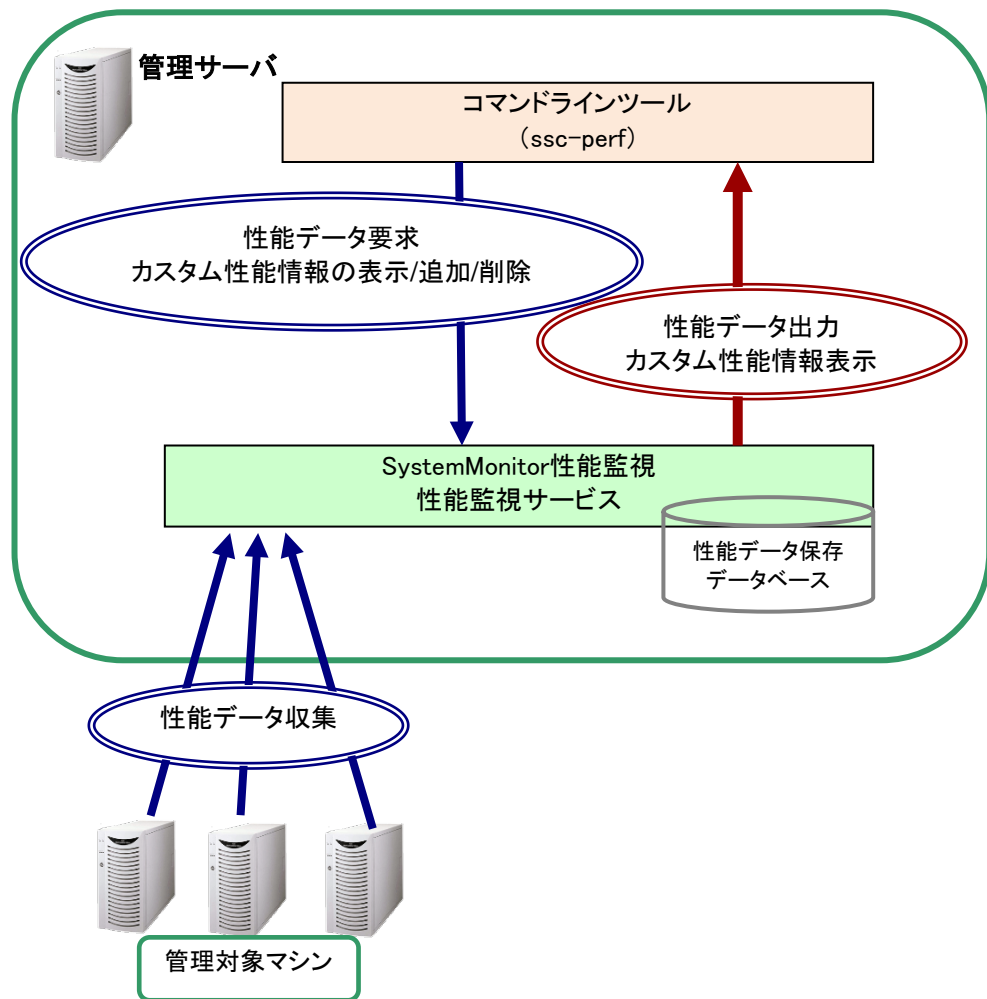 管理サーバ
コマンドラインツール
（ssc-perf）
性能データ要求
カスタム性能情報の表示/追加/削除
性能データ出力
カスタム性能情報表示
SystemMonitor性能監視
性能監視サービス
性能データ保存
データベース
性能データ収集
管理対象マシン